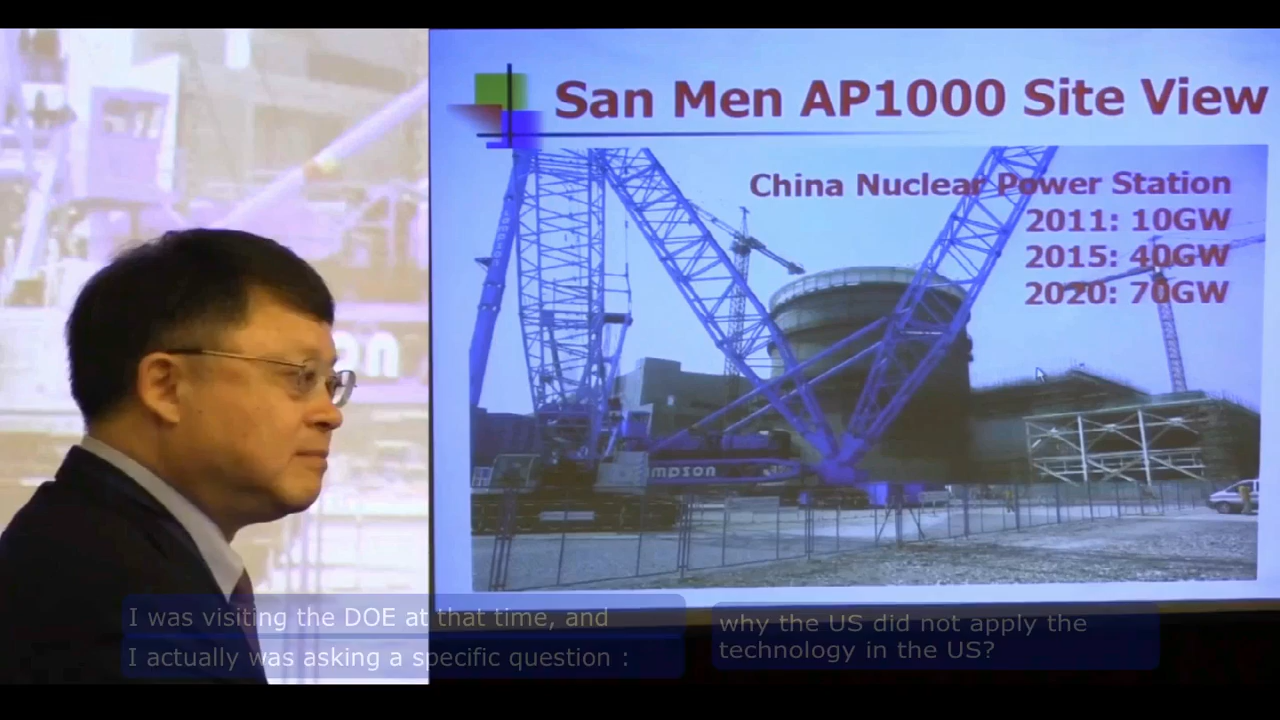 San Men AP1000 Site View
China Nuclear Power Station
2011: 10GW
2015: 40GW
2020: 70GW
MPSON
on
I was visiting the DOE at that time, and
I actually was asking a specific question :
why the US did not apply the
technology in the US?